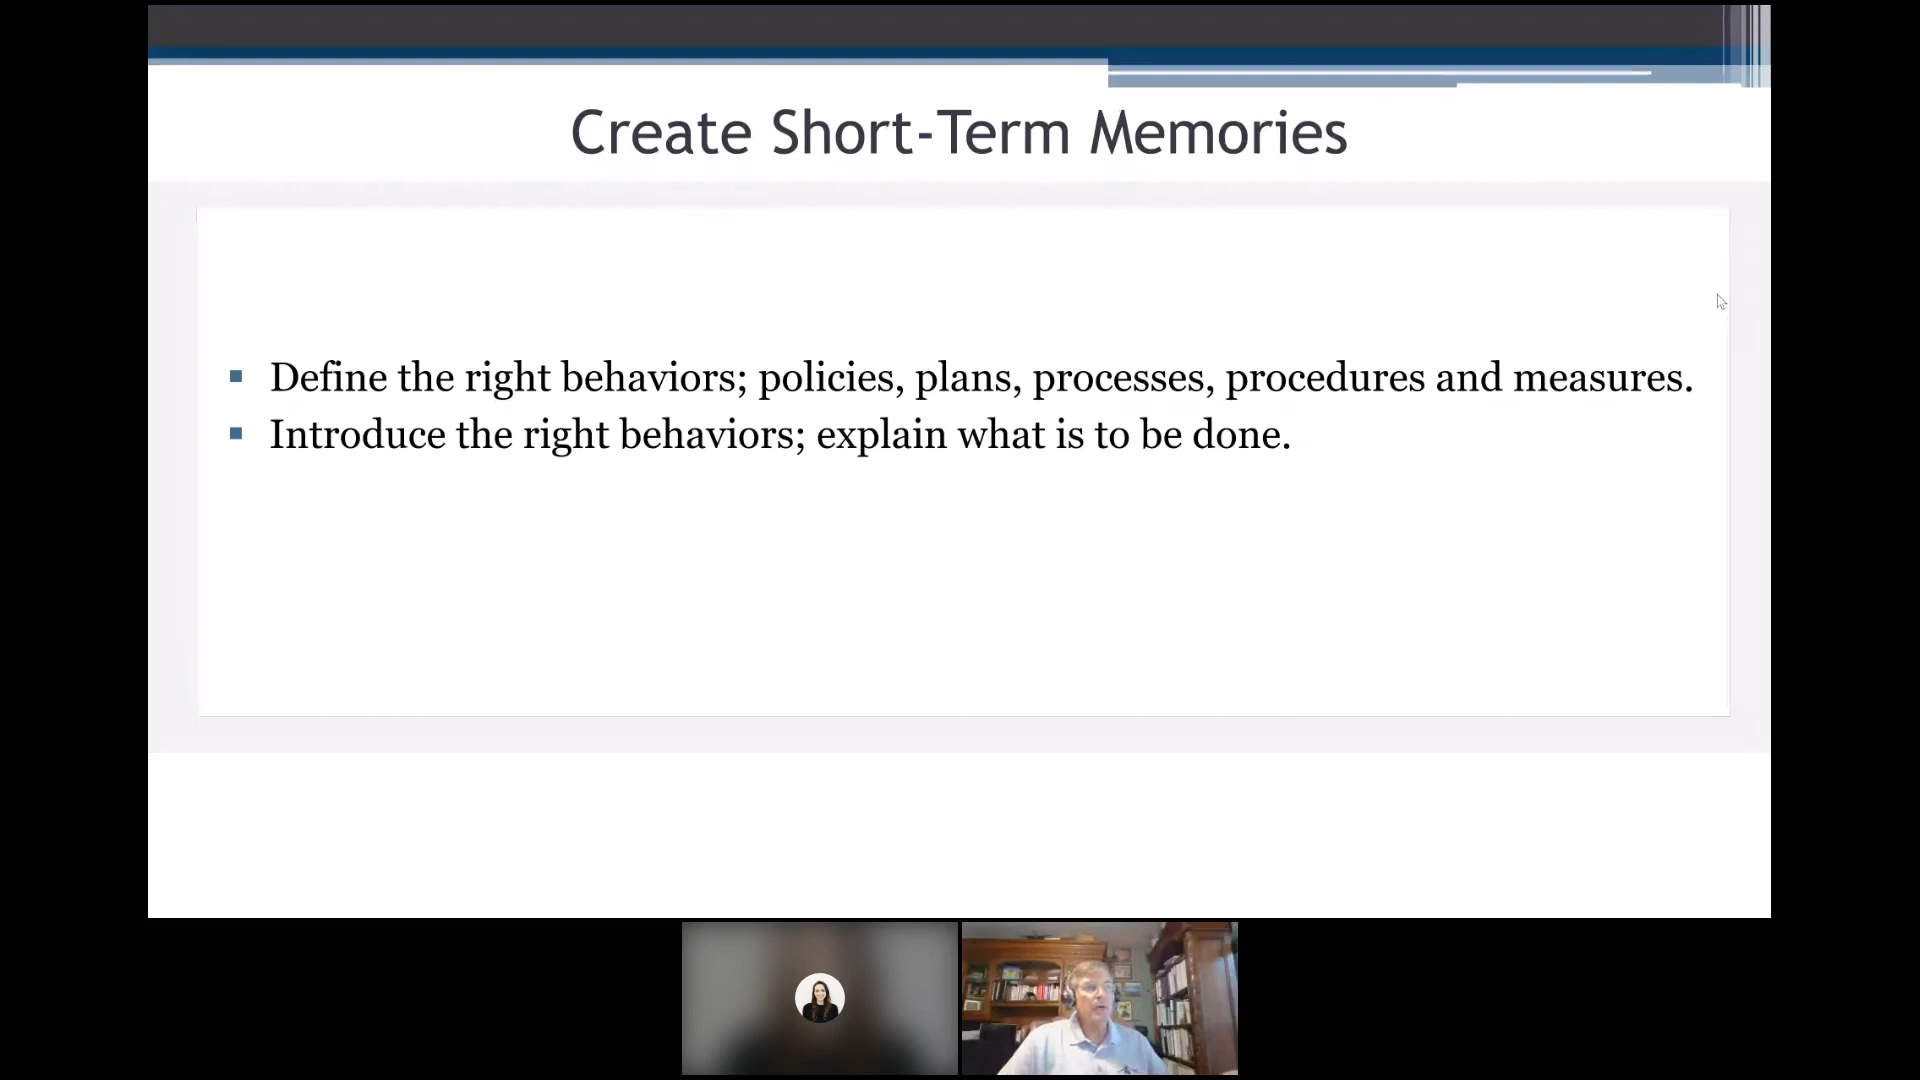 Create Short-Term Memories
Define the right behaviors; policies, plans, processes, procedures and measures.
Introduce the right behaviors; explain what is to be done.